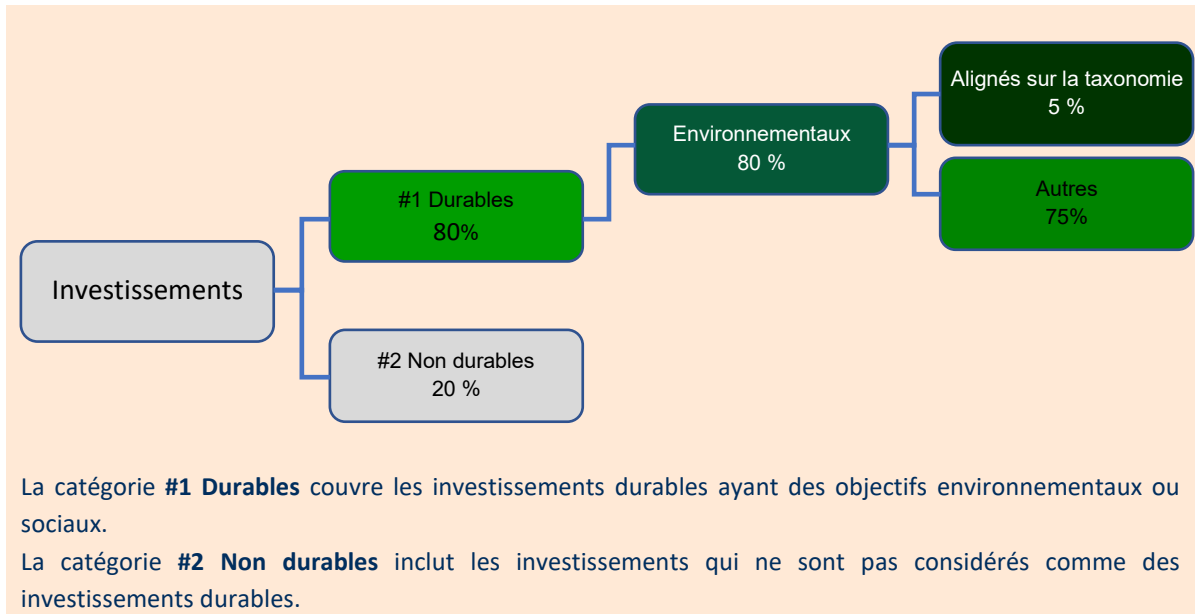 Alignés sur la taxonomie
5 %
Environnementaux
80 %
Autres
75%
#1 Durables
80%
Investissements
#2 Non durables
20 %
La catégorie #1 Durables couvre les investissements durables ayant des objectifs environnementaux ou
sociaux.
La catégorie #2 Non durables inclut les investissements qui ne sont pas considérés comme des
investissements durables.